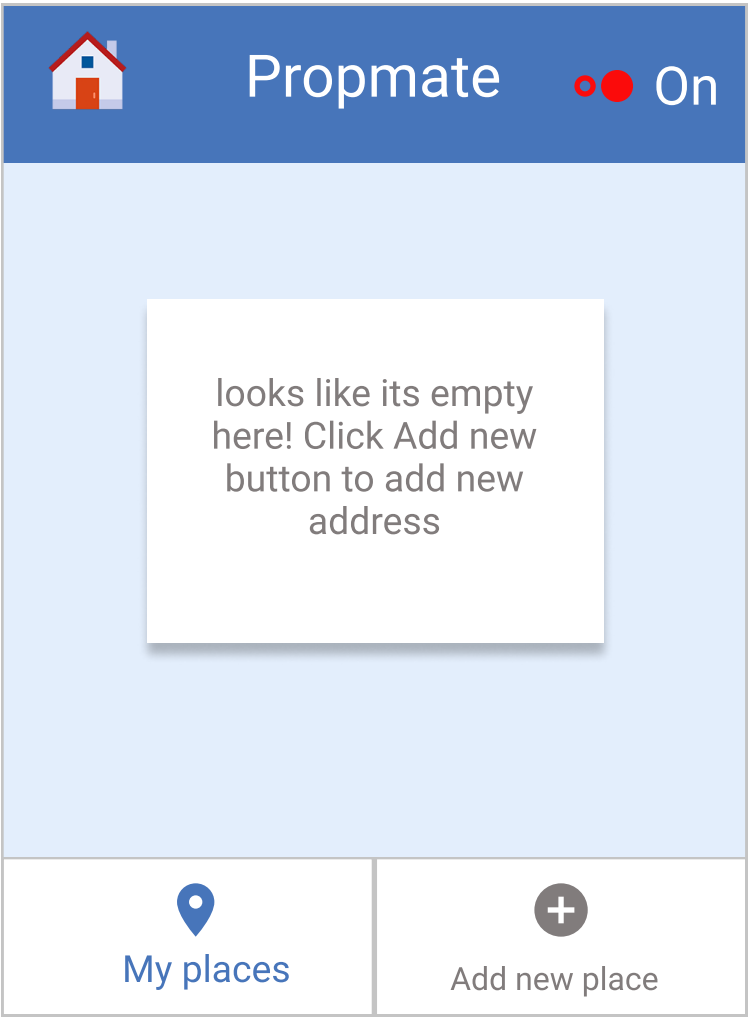 Propmate
On
looks like its empty
here! Click Add new
button to add new
address
My places
Add new place